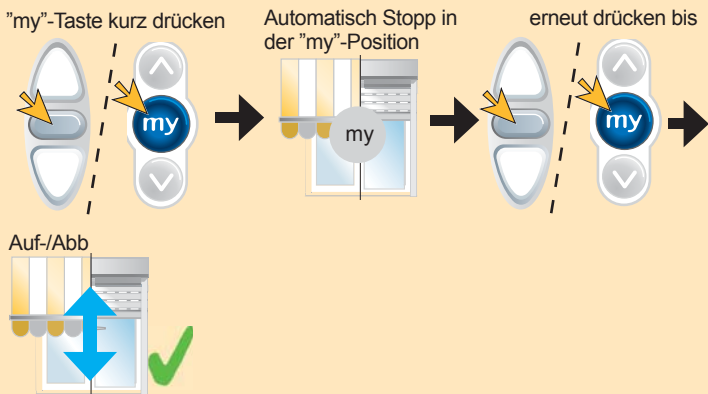 "my"-Taste kurz drücken
Automatisch Stopp in
der "my"-Position
erneut drücken bis
my
my
my
Auf-/Abb